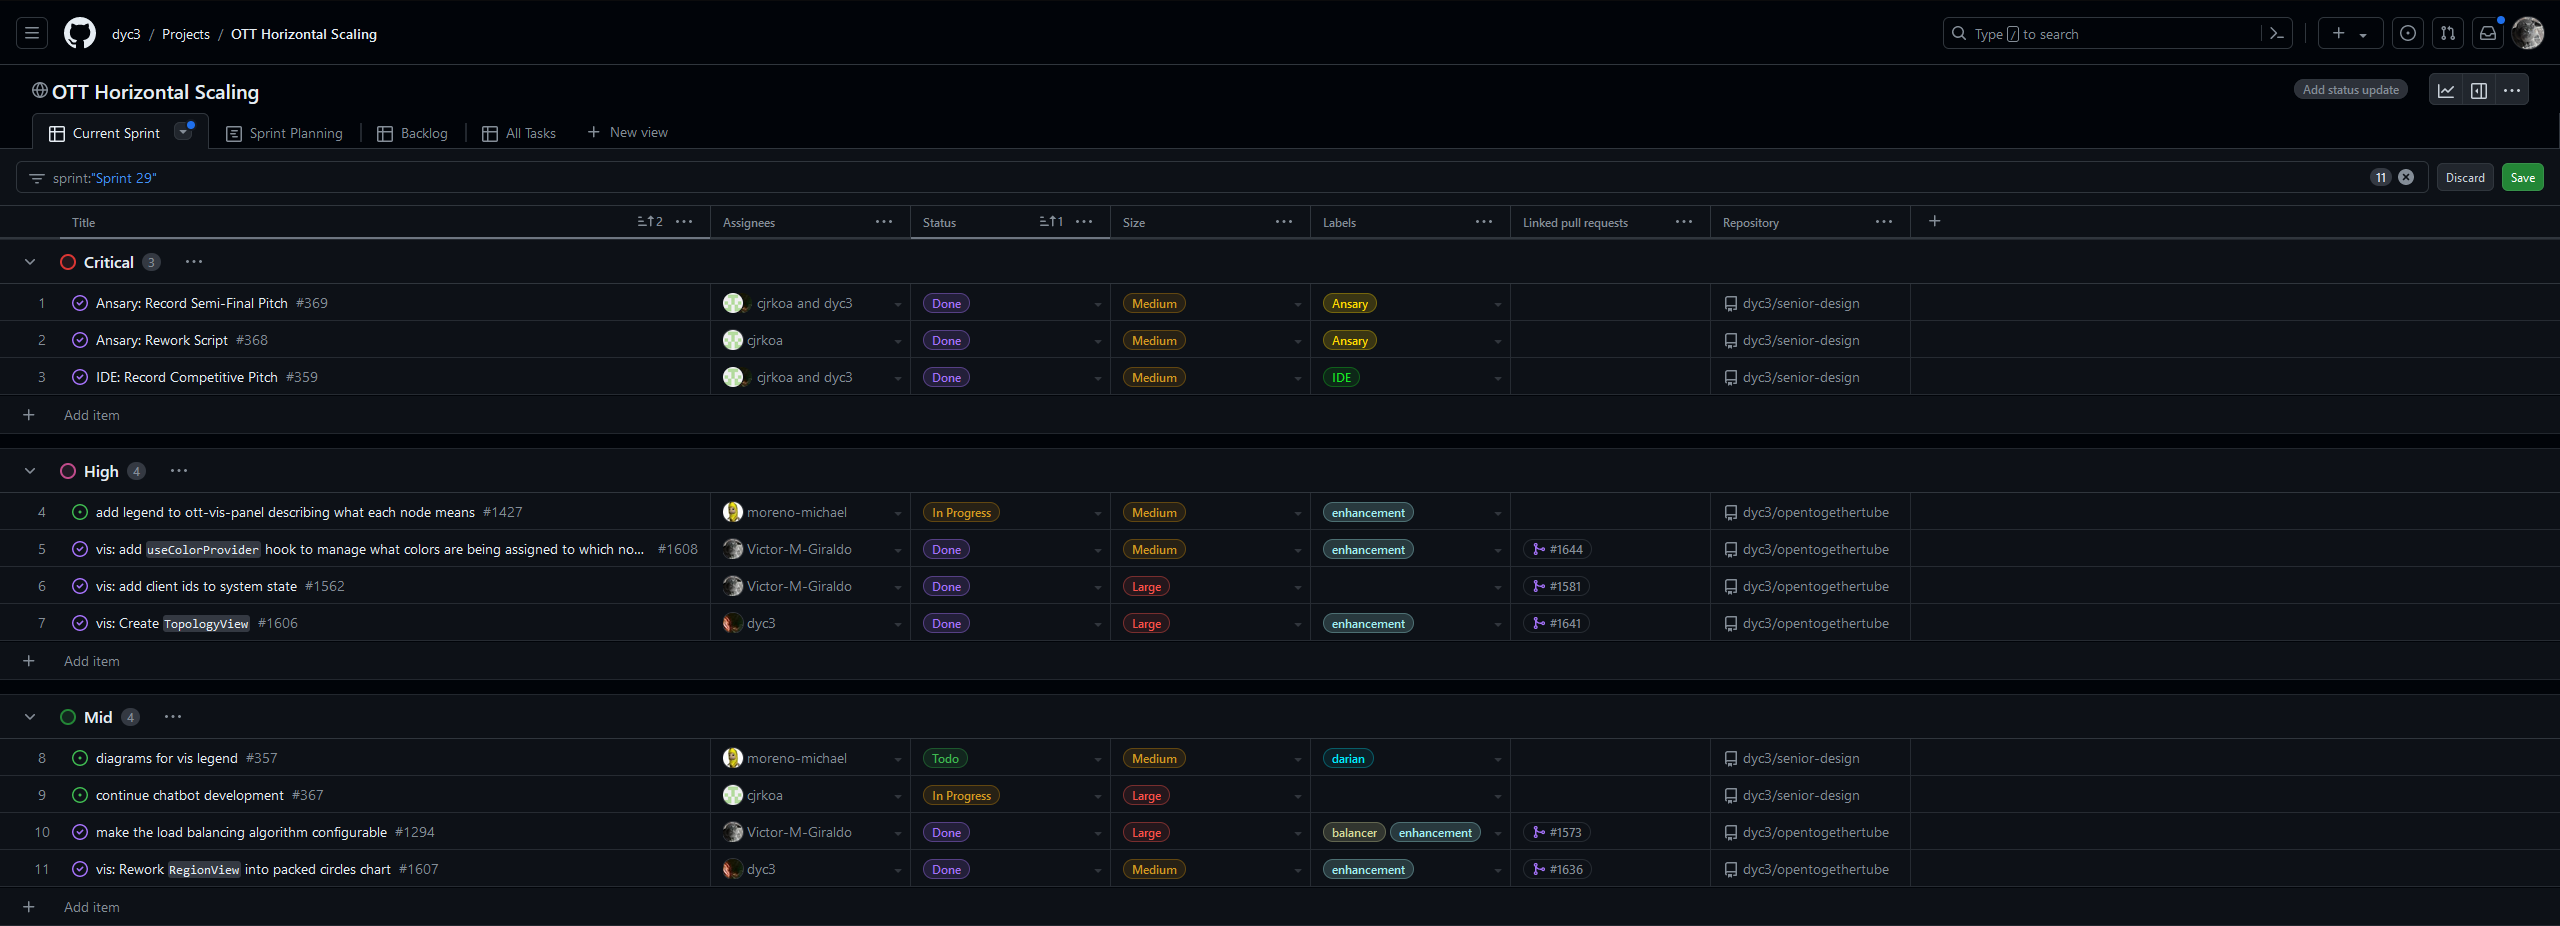 dyc3 / Projects / OTT Horizontal Scaling
Type / to search
OTT Horizontal Scaling
Add status update
Current Sprint
Sprint Planning
Backlog
All Tasks
New view
sprint:"Sprint 29"
11
Discard
Save
Title 2 Assignees Status 1 Size Labels Linked pull requests Repository
Critical 3
1 Ansary: Record Semi-Final Pitch #369 cjrkoa and dyc3 Done Medium Ansary dyc3/senior-design
2 Ansary: Rework Script #368 cjrkoa Done Medium Ansary dyc3/senior-design
3 IDE: Record Competitive Pitch #359 cjrkoa and dyc3 Done Medium IDE dyc3/senior-design
Add item
High 4
4 add legend to ott-vis-panel describing what each node means #1427 moreno-michael In Progress Medium enhancement dyc3/opentogethertube
5 vis: add useColorProvider hook to manage what colors are being assigned to which no... #1608 Victor-M-Giraldo Done Medium enhancement #1644 dyc3/opentogethertube
6 vis: add client ids to system state #1562 Victor-M-Giraldo Done Large #1581 dyc3/opentogethertube
7 vis: Create TopologyView #1606 dyc3 Done Large enhancement #1641 dyc3/opentogethertube
Add item
Mid 4
8 diagrams for vis legend #357 moreno-michael Todo Medium darian dyc3/senior-design
9 continue chatbot development #367 cjrkoa In Progress Large dyc3/senior-design
10 make the load balancing algorithm configurable #1294 Victor-M-Giraldo Done Large balancer enhancement #1573 dyc3/opentogethertube
11 vis: Rework RegionView into packed circles chart #1607 dyc3 Done Medium enhancement #1636 dyc3/opentogethertube
Add item